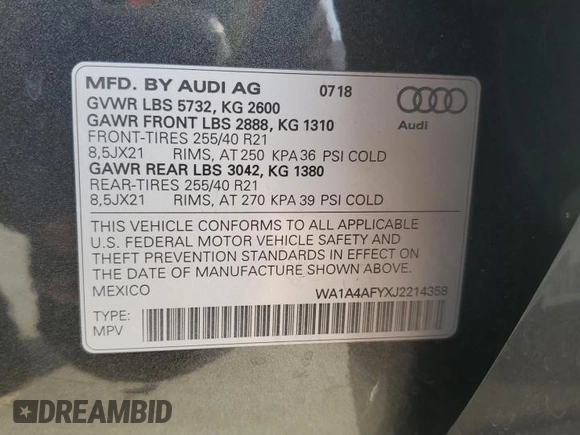 MFD. BY AUDI AG 0718
GVWR LBS 5732, KG 2600
GAWR FRONT LBS 2888, KG 1310
FRONT-TIRES 255/40 R21
8,5JX21 RIMS, AT 250 KPA 36 PSI COLD
GAWR REAR LBS 3042, KG 1380
REAR-TIRES 255/40 R21
8,5JX21 RIMS, AT 270 KPA 39 PSI COLD
Audi
THIS VEHICLE CONFORMS TO ALL APPLICABLE
U.S. FEDERAL MOTOR VEHICLE SAFETY AND
THEFT PREVENTION STANDARDS IN EFFECT ON
THE DATE OF MANUFACTURE SHOWN ABOVE.
MEXICO WA1A4AFYXJ2214358
TYPE:
MPV
DREAMBID